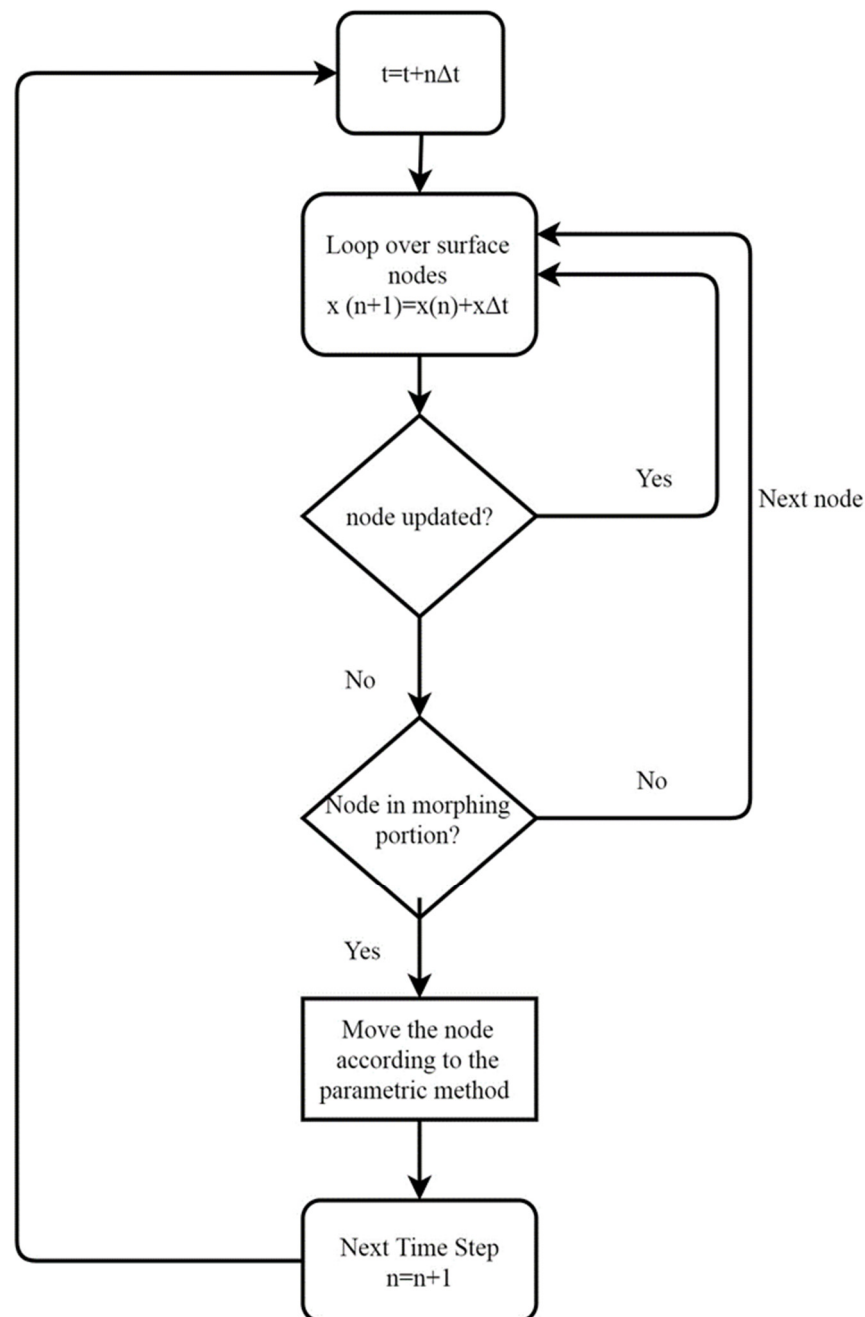 t=t+nΔt
Loop over surface
nodes
x (n+1)=x(n)+xΔt
Yes
node updated?
Next node
No
No
Node in morphing
portion?
Yes
Move the node
according to the
parametric method
Next Time Step
n=n+1